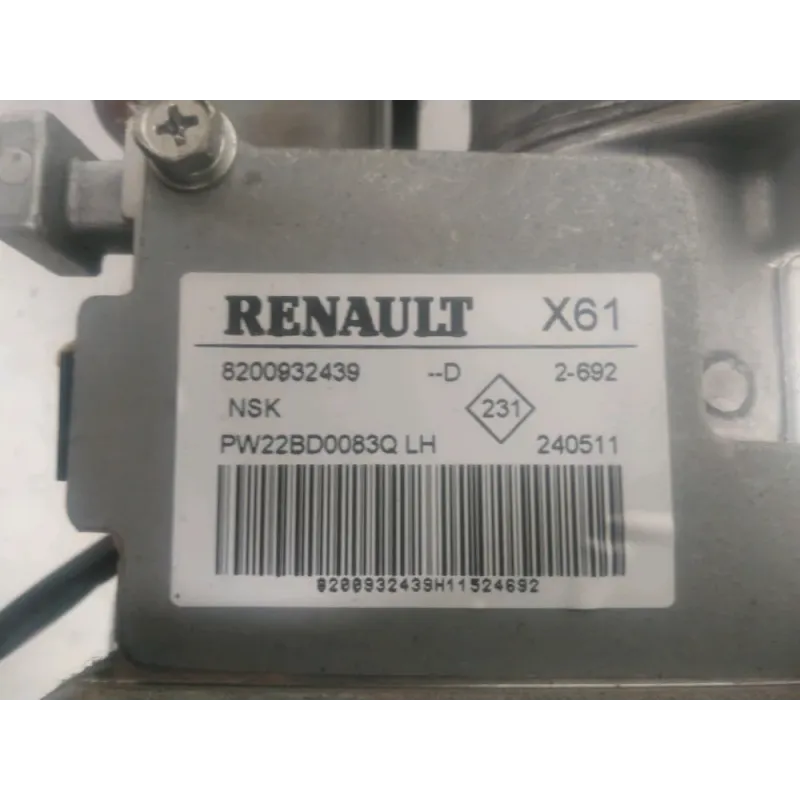 RENAULT X61
8200932439 --D 2-692
NSK 231
PW22BD0083Q LH 240511
8200932439H11524692